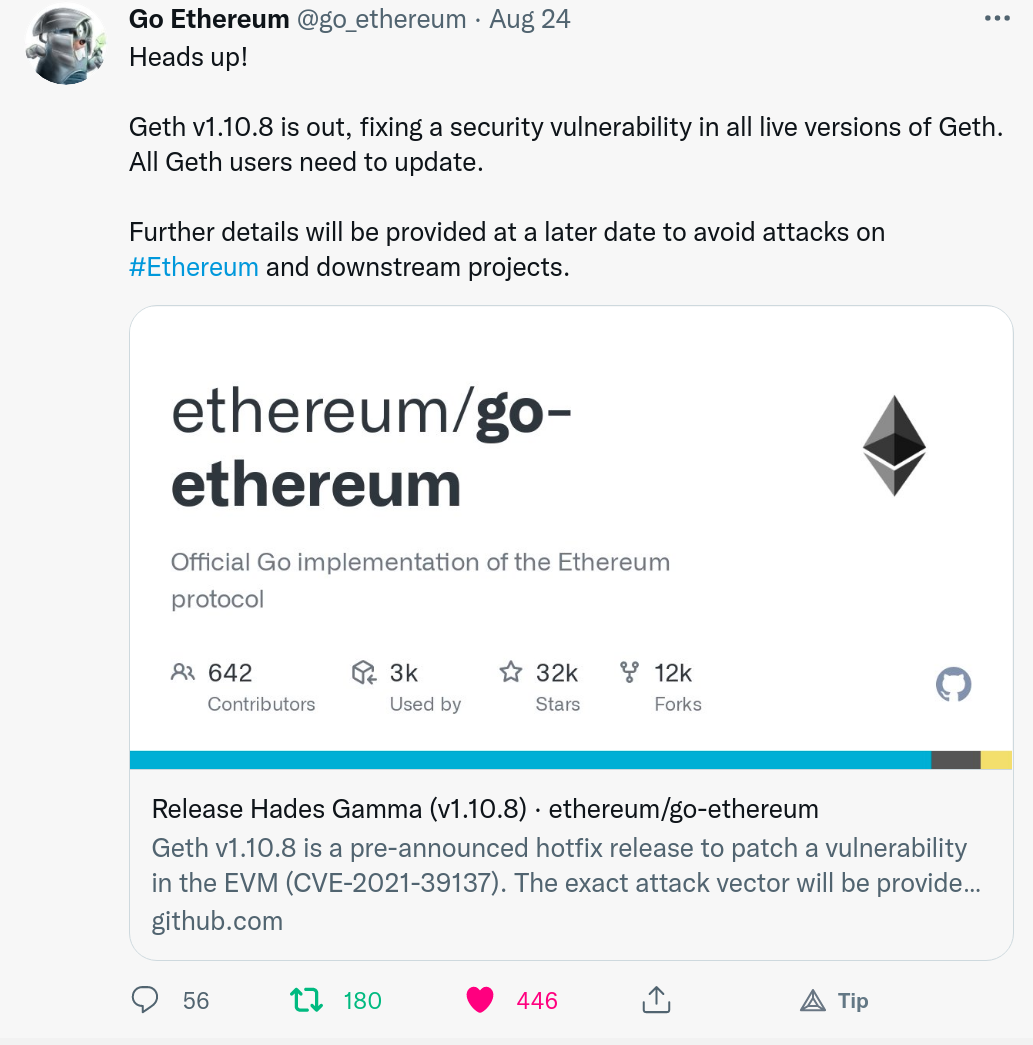 Go Ethereum @go_ethereum · Aug 24
Heads up!
Geth v1.10.8 is out, fixing a security vulnerability in all live versions of Geth.
All Geth users need to update.
Further details will be provided at a later date to avoid attacks on
#Ethereum and downstream projects.
ethereum/go-
ethereum
Official Go implementation of the Ethereum
protocol
642 3k 32k 12k
Contributors Used by Stars Forks
Release Hades Gamma (v1.10.8) · ethereum/go-ethereum
Geth v1.10.8 is a pre-announced hotfix release to patch a vulnerability
in the EVM (CVE-2021-39137). The exact attack vector will be provide...
github.com
56 180 446 Tip